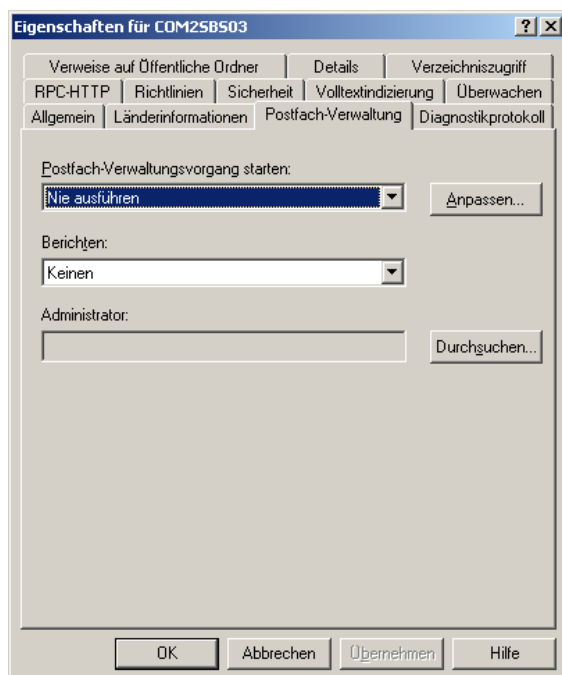 Eigenschaften für COM2SBS03
Verweise auf Öffentliche Ordner Details Verzeichniszugriff
RPC-HTTP Richtlinien Sicherheit Volltextindizierung Überwachen
Allgemein Länderinformationen Postfach-Verwaltung Diagnostikprotokoll
Postfach-Verwaltungsvorgang starten:
Nie ausführen Anpassen...
Berichten:
Keinen
Administrator:
Durchsuchen...
OK Abbrechen Übernehmen Hilfe